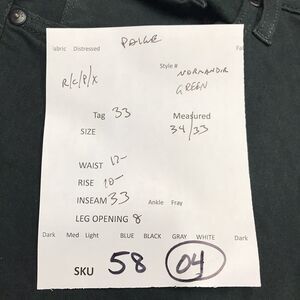 PAIGE
Fabric Distressed Fal
Style # NORMANDIE
R/C/P/X GREEN
Tag 33 Measured
SIZE 34/33
WAIST 17-
RISE 10-
INSEAM 33 Ankle Fray
LEG OPENING 8
Dark Med Light BLUE BLACK GRAY WHITE Dark
SKU 58 04